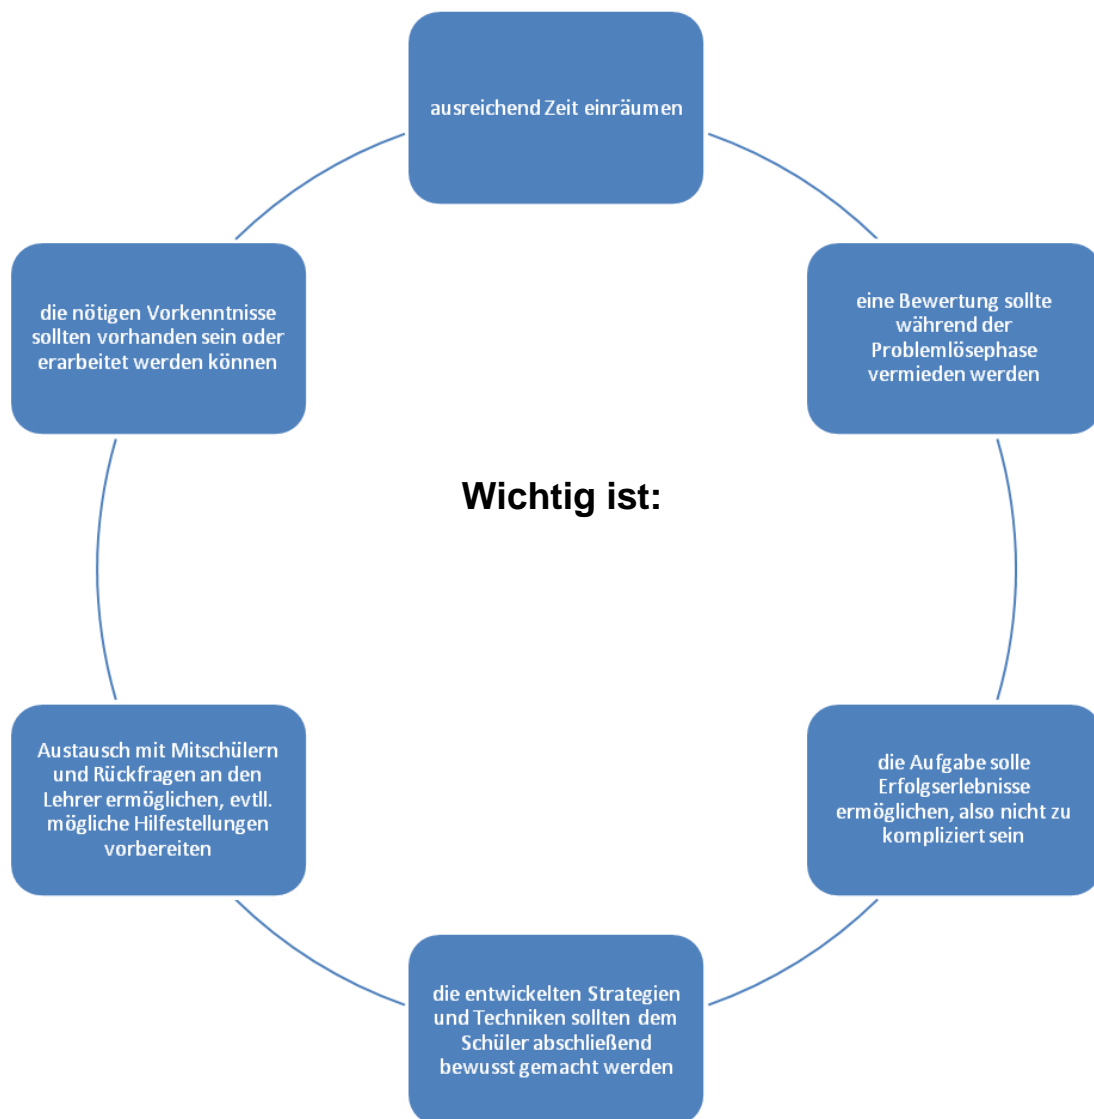 ausreichend Zeit einräumen
eine Bewertung sollte
während der
Problemlösephase
vermieden werden
die Aufgabe solle
Erfolgserlebnisse
ermöglichen, also nicht zu
kompliziert sein
die entwickelten Strategien
und Techniken sollten dem
Schüler abschließend
bewusst gemacht werden
Austausch mit Mitschülern
und Rückfragen an den
Lehrer ermöglichen, evtll.
mögliche Hilfestellungen
vorbereiten
die nötigen Vorkenntnisse
sollten vorhanden sein oder
erarbeitet werden können
Wichtig ist: